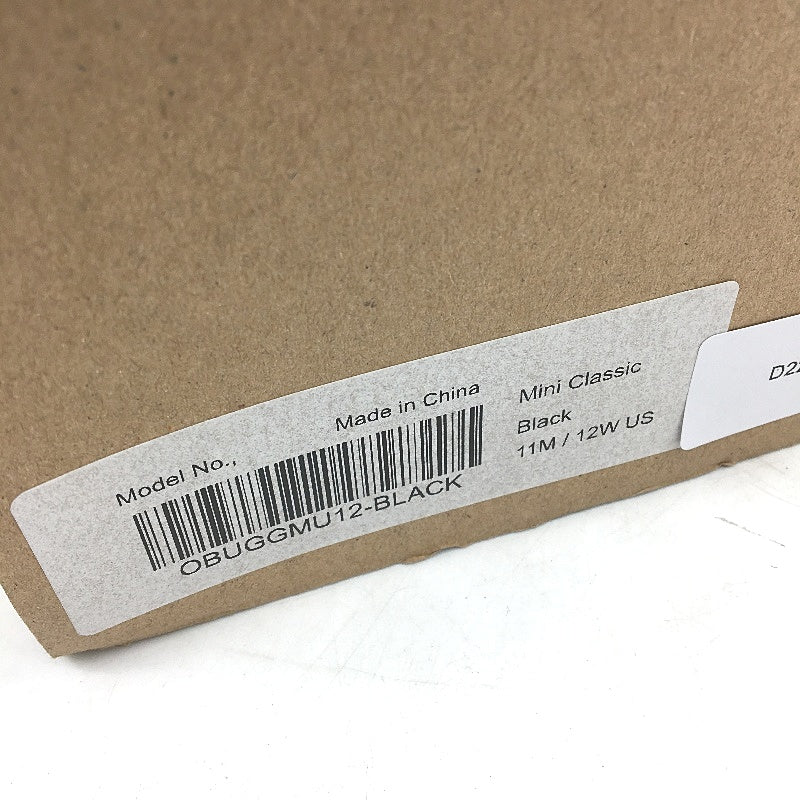 Model No.,
Made in China
OBUGGMU12-BLACK
Mini Classic
Black
11M / 12W US